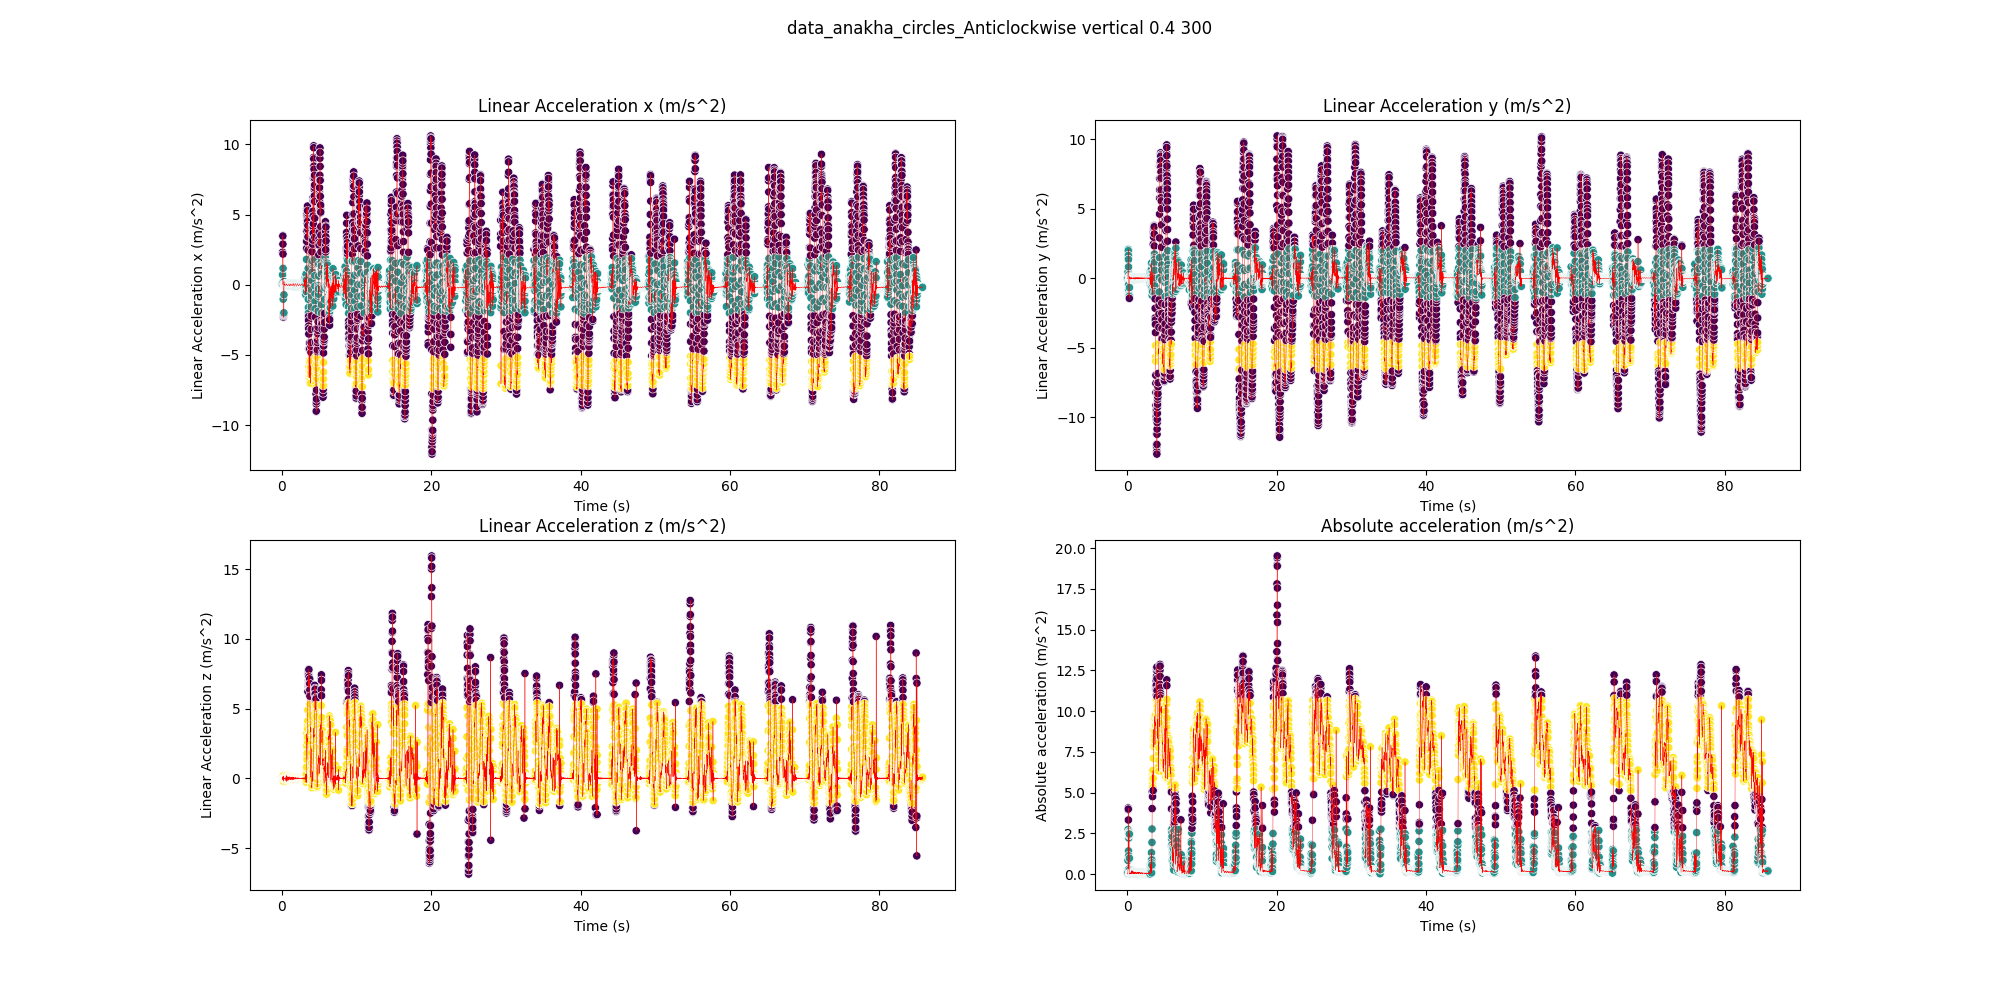 data_anakha_circles_Anticlockwise vertical 0.4 300
Linear Acceleration x (m/s^2)
Linear Acceleration x (m/s^2)
10
5
0
−5
−10
0 20 40 60 80
Time (s)
Linear Acceleration y (m/s^2)
Linear Acceleration y (m/s^2)
10
5
0
−5
−10
0 20 40 60 80
Time (s)
Linear Acceleration z (m/s^2)
Linear Acceleration z (m/s^2)
15
10
5
0
−5
0 20 40 60 80
Time (s)
Absolute acceleration (m/s^2)
Absolute acceleration (m/s^2)
20.0
17.5
15.0
12.5
10.0
7.5
5.0
2.5
0.0
0 20 40 60 80
Time (s)